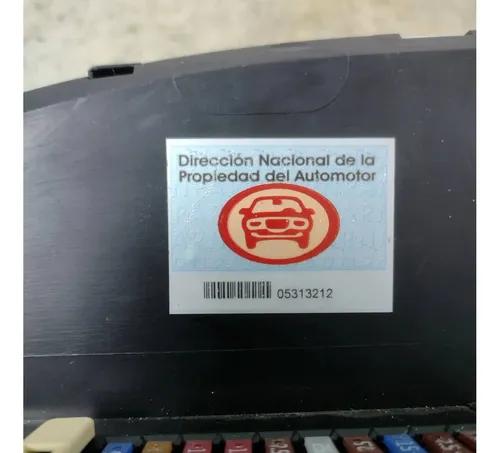 Dirección Nacional de la
Propiedad del Automotor
05313212